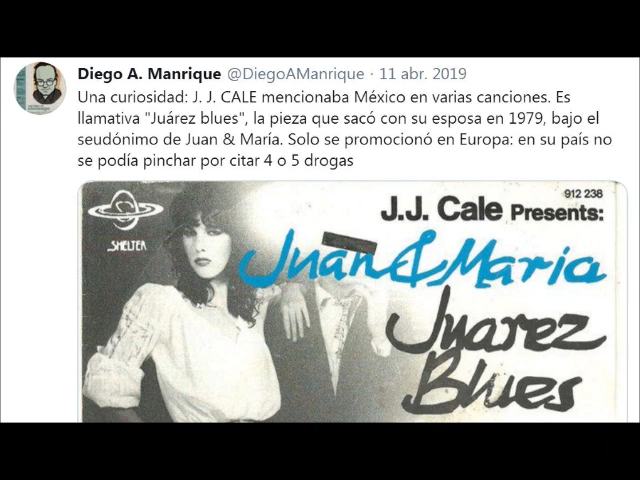 Diego A. Manrique @DiegoAManrique · 11 abr. 2019
Una curiosidad: J. J. CALE mencionaba México en varias canciones. Es
llamativa "Juárez blues", la pieza que sacó con su esposa en 1979, bajo el
seudónimo de Juan & María. Solo se promocionó en Europa: en su país no
se podía pinchar por citar 4 o 5 drogas
912 238
J.J. Cale Presents:
SHELTER
Juan & Maria
Juarez
Blues